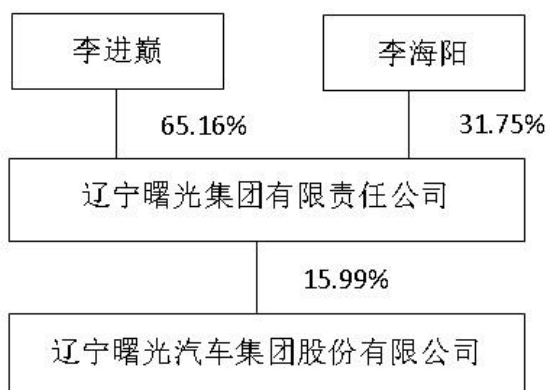 李进巅
李海阳
65.16%
31.75%
辽宁曙光集团有限责任公司
15.99%
辽宁曙光汽车集团股份有限公司